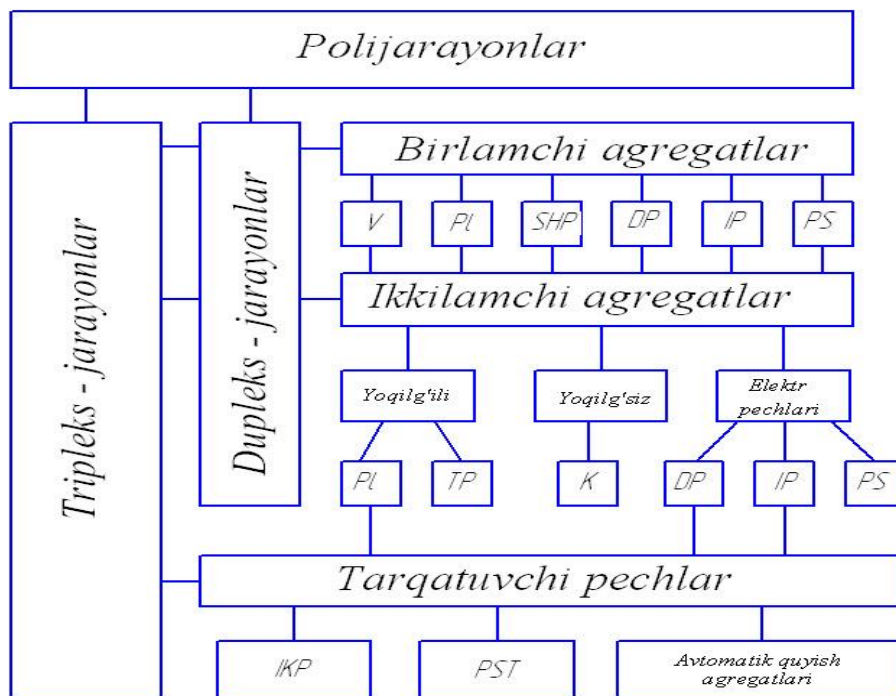 Polijarayonlar
Tripleks - jarayonlar
Dupleks - jarayonlar
Birlamchi agregatlar
V
Pl
SHP
DP
IP
PS
Ikkilamchi agregatlar
Yoqilg'ili
Yoqilg'siz
Elektr
pechlari
Pl
TP
K
DP
IP
PS
Tarqatuvchi pechlar
IKP
PST
Avtomatik quyish
agregatlari